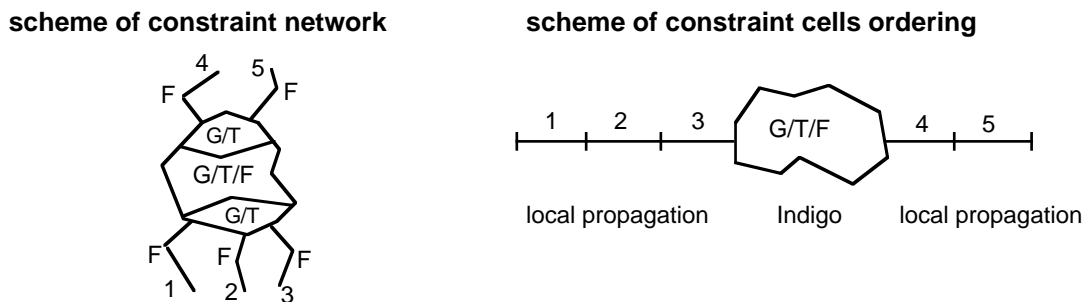 scheme of constraint network
scheme of constraint cells ordering
4 5
F F
G/T
G/T/F
G/T
F F F
1 2 3
1 2 3 G/T/F 4 5
local propagation Indigo local propagation